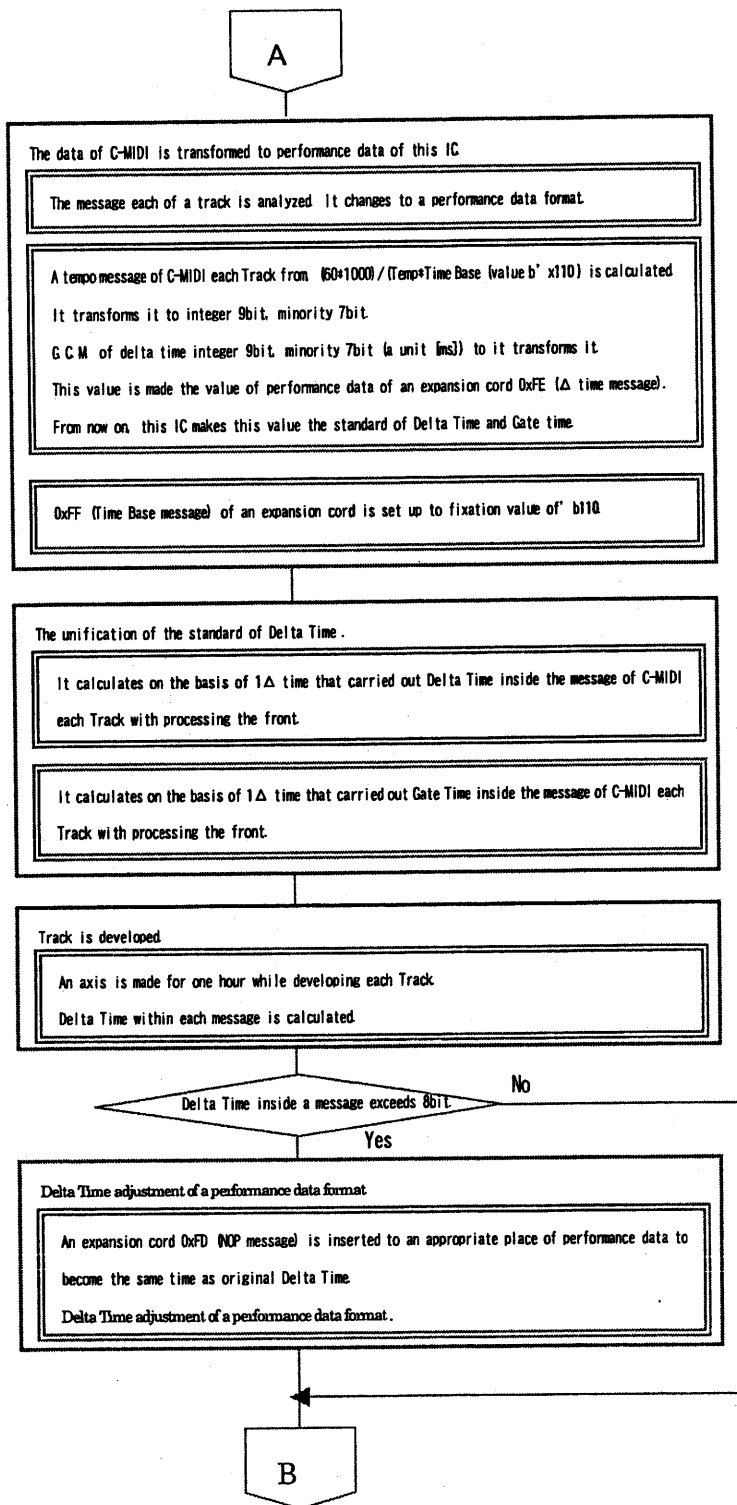 A
The data of C-MIDI is transformed to performance data of this IC.
The message each of a track is analyzed. It changes to a performance data format.
A tempo message of C-MIDI each Track from (60*1000)/(Temp*Time Base (value b' x110) is calculated.
It transforms it to integer 9bit, minority 7bit.
G.C.M of delta time integer 9bit, minority 7bit (a unit [ms]) to it transforms it.
This value is made the value of performance data of an expansion cord 0xFE (Δ time message).
From now on, this IC makes this value the standard of Delta Time and Gate time.
0xFF (Time Base message) of an expansion cord is set up to fixation value of' b110.
The unification of the standard of Delta Time.
It calculates on the basis of 1Δ time that carried out Delta Time inside the message of C-MIDI
each Track with processing the front.
It calculates on the basis of 1Δ time that carried out Gate Time inside the message of C-MIDI each
Track with processing the front.
Track is developed.
An axis is made for one hour while developing each Track.
Delta Time within each message is calculated.
Delta Time inside a message exceeds 8bit.
No
Yes
Delta Time adjustment of a performance data format
An expansion cord 0xFD (NOP message) is inserted to an appropriate place of performance data to
become the same time as original Delta Time.
Delta Time adjustment of a performance data format.
B